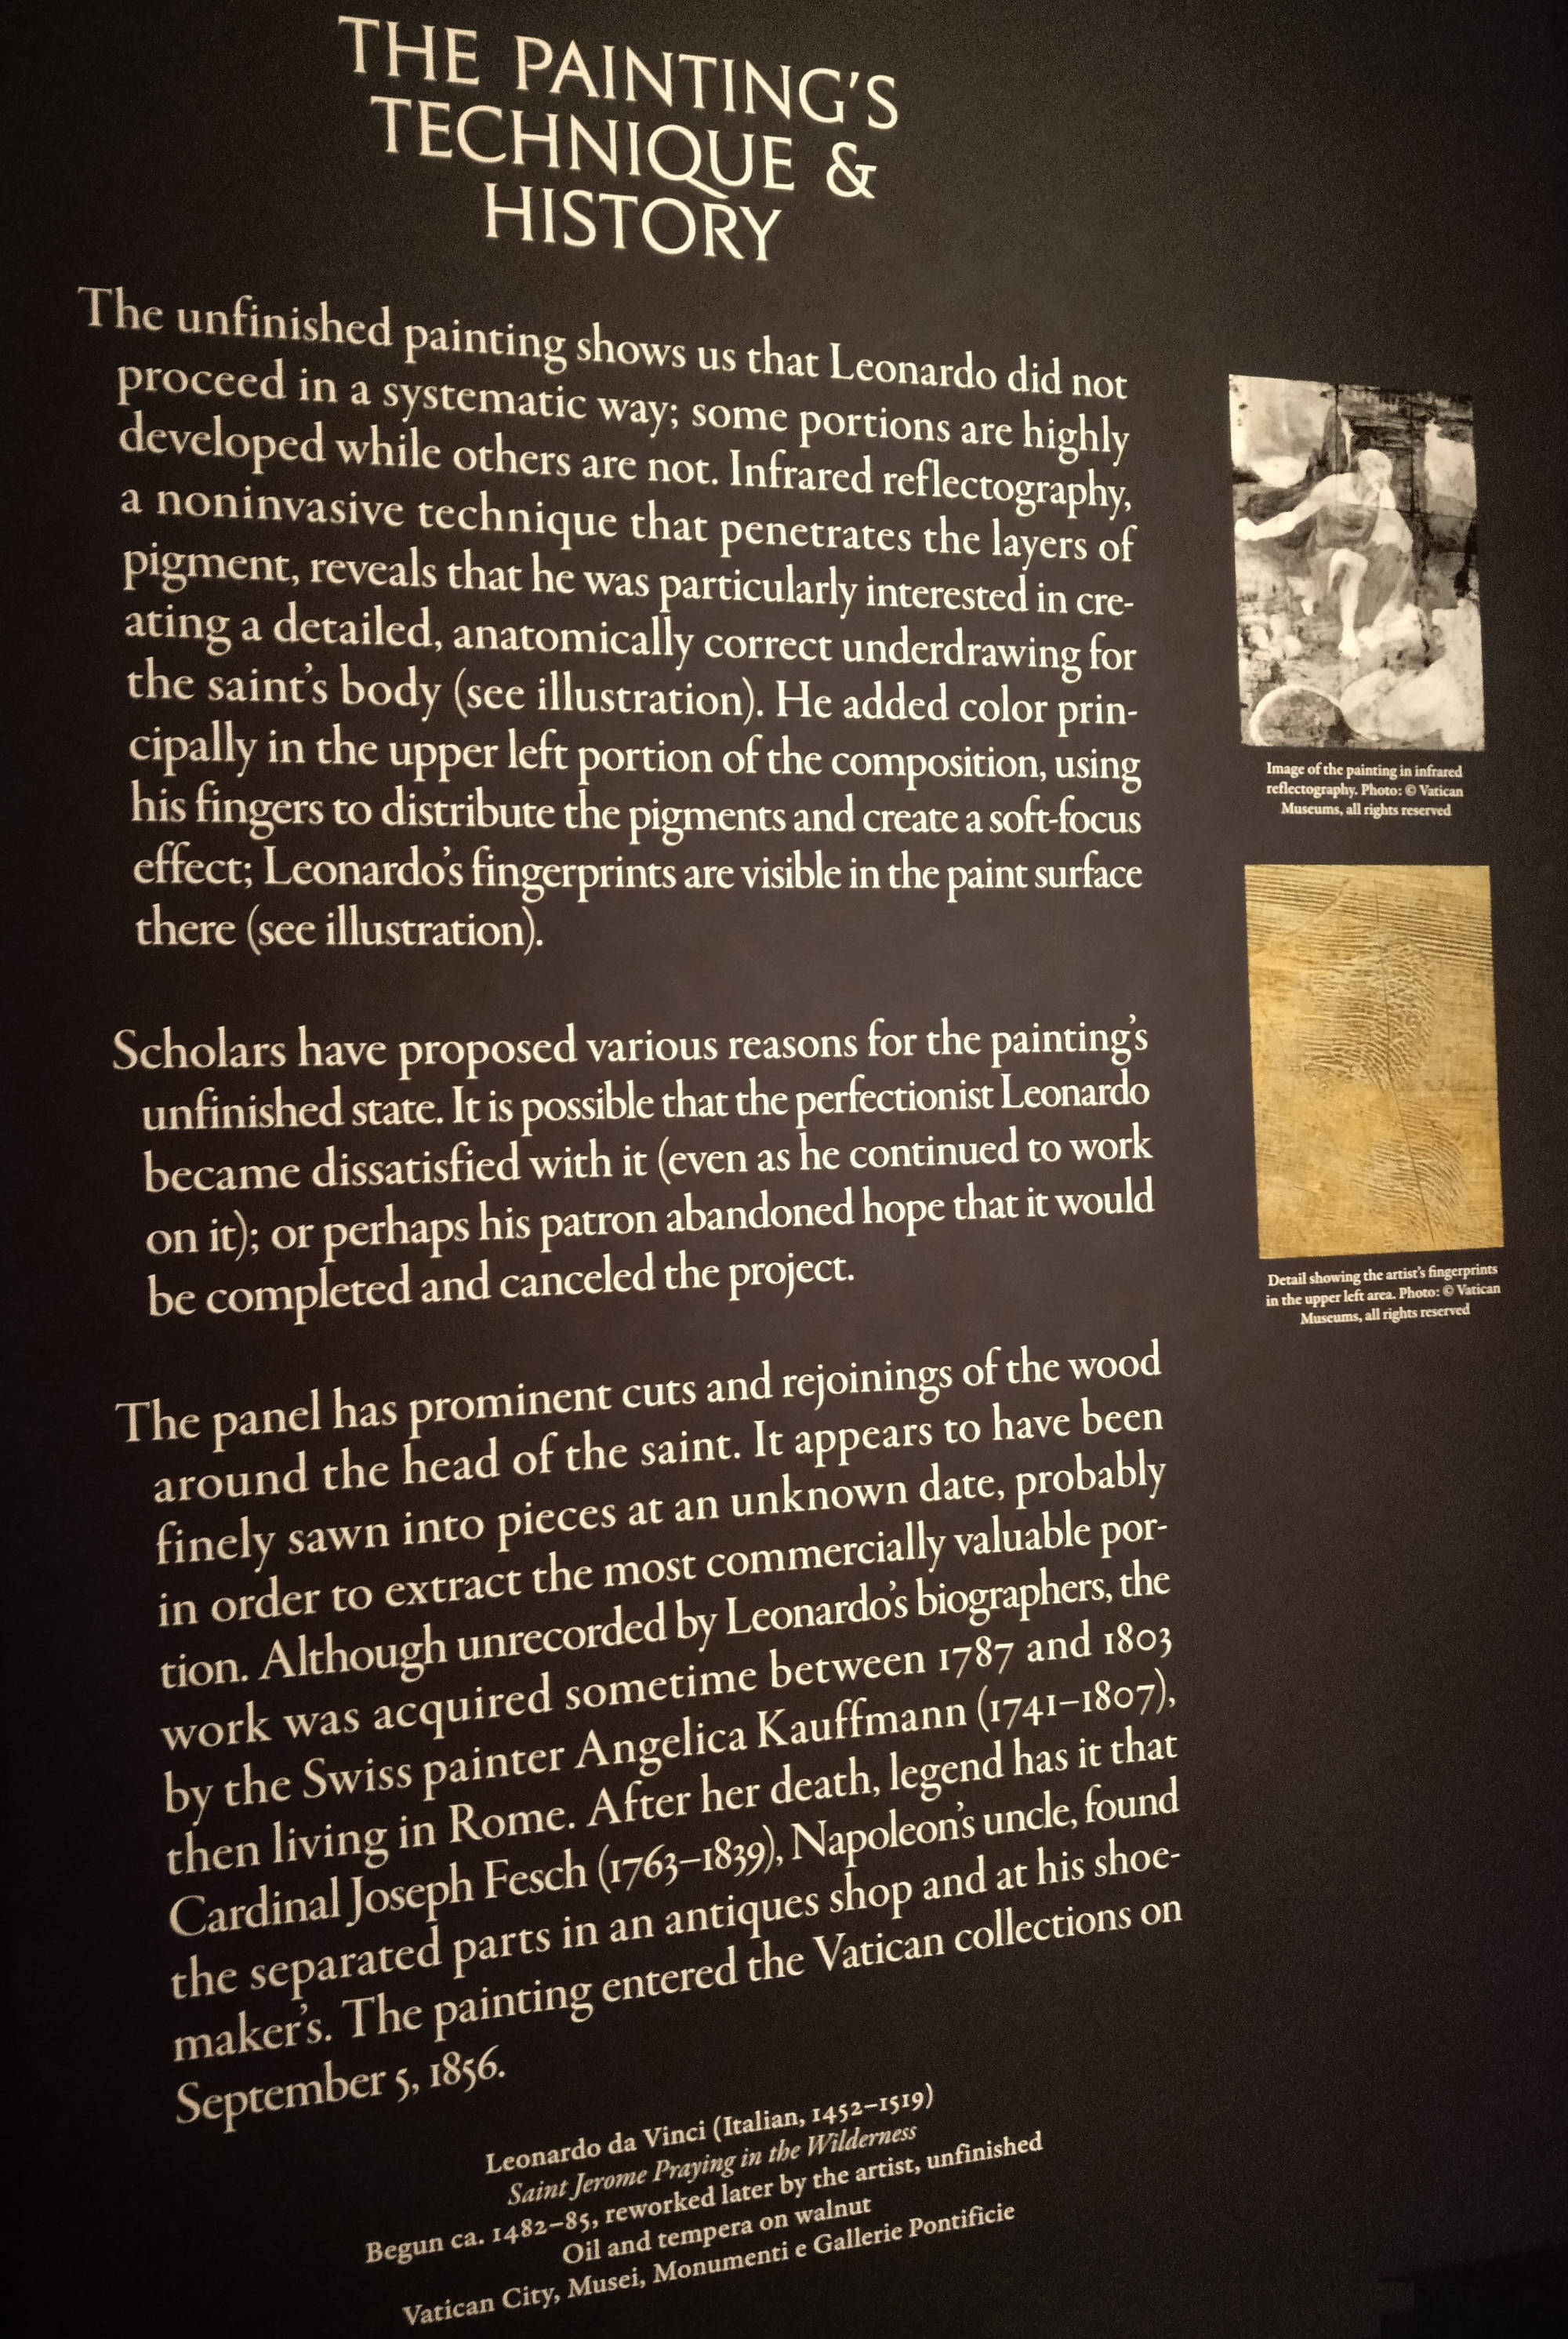 THE PAINTING'S
TECHNIQUE &
HISTORY
The unfinished painting shows us that Leonardo did not
proceed in a systematic way; some portions are highly
developed while others are not. Infrared reflectography,
a noninvasive technique that penetrates the layers of
pigment, reveals that he was particularly interested in cre-
ating a detailed, anatomically correct underdrawing for
the saint's body (see illustration). He added color prin-
cipally in the upper left portion of the composition, using
his fingers to distribute the pigments and create a soft-focus
effect; Leonardo's fingerprints are visible in the paint surface
there (see illustration).
Scholars have proposed various reasons for the painting's
unfinished state. It is possible that the perfectionist Leonardo
became dissatisfied with it (even as he continued to work
on it); or perhaps his patron abandoned hope that it would
be completed and canceled the project.
The panel has prominent cuts and rejoinings of the wood
around the head of the saint. It appears to have been
finely sawn into pieces at an unknown date, probably
in order to extract the most commercially valuable por-
tion. Although unrecorded by Leonardo's biographers, the
work was acquired sometime between 1787 and 1803
by the Swiss painter Angelica Kauffmann (1741–1807),
then living in Rome. After her death, legend has it that
Cardinal Joseph Fesch (1763–1839), Napoleon's uncle, found
the separated parts in an antiques shop and at his shoe-
maker's. The painting entered the Vatican collections on
September 5, 1856.
Leonardo da Vinci (Italian, 1452–1519)
Saint Jerome Praying in the Wilderness
Begun ca. 1482–85, reworked later by the artist, unfinished
Oil and tempera on walnut
Vatican City, Musei, Monumenti e Gallerie Pontificie
Image of the painting in infrared
reflectography. Photo: © Vatican
Museums, all rights reserved
Detail showing the artist's fingerprints
in the upper left area. Photo: © Vatican
Museums, all rights reserved